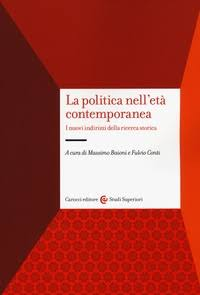 La politica nell'età
contemporanea
I nuovi indirizzi della ricerca storica
A cura di Massimo Baioni e Fulvio Conti
Carocci editore Studi Superiori